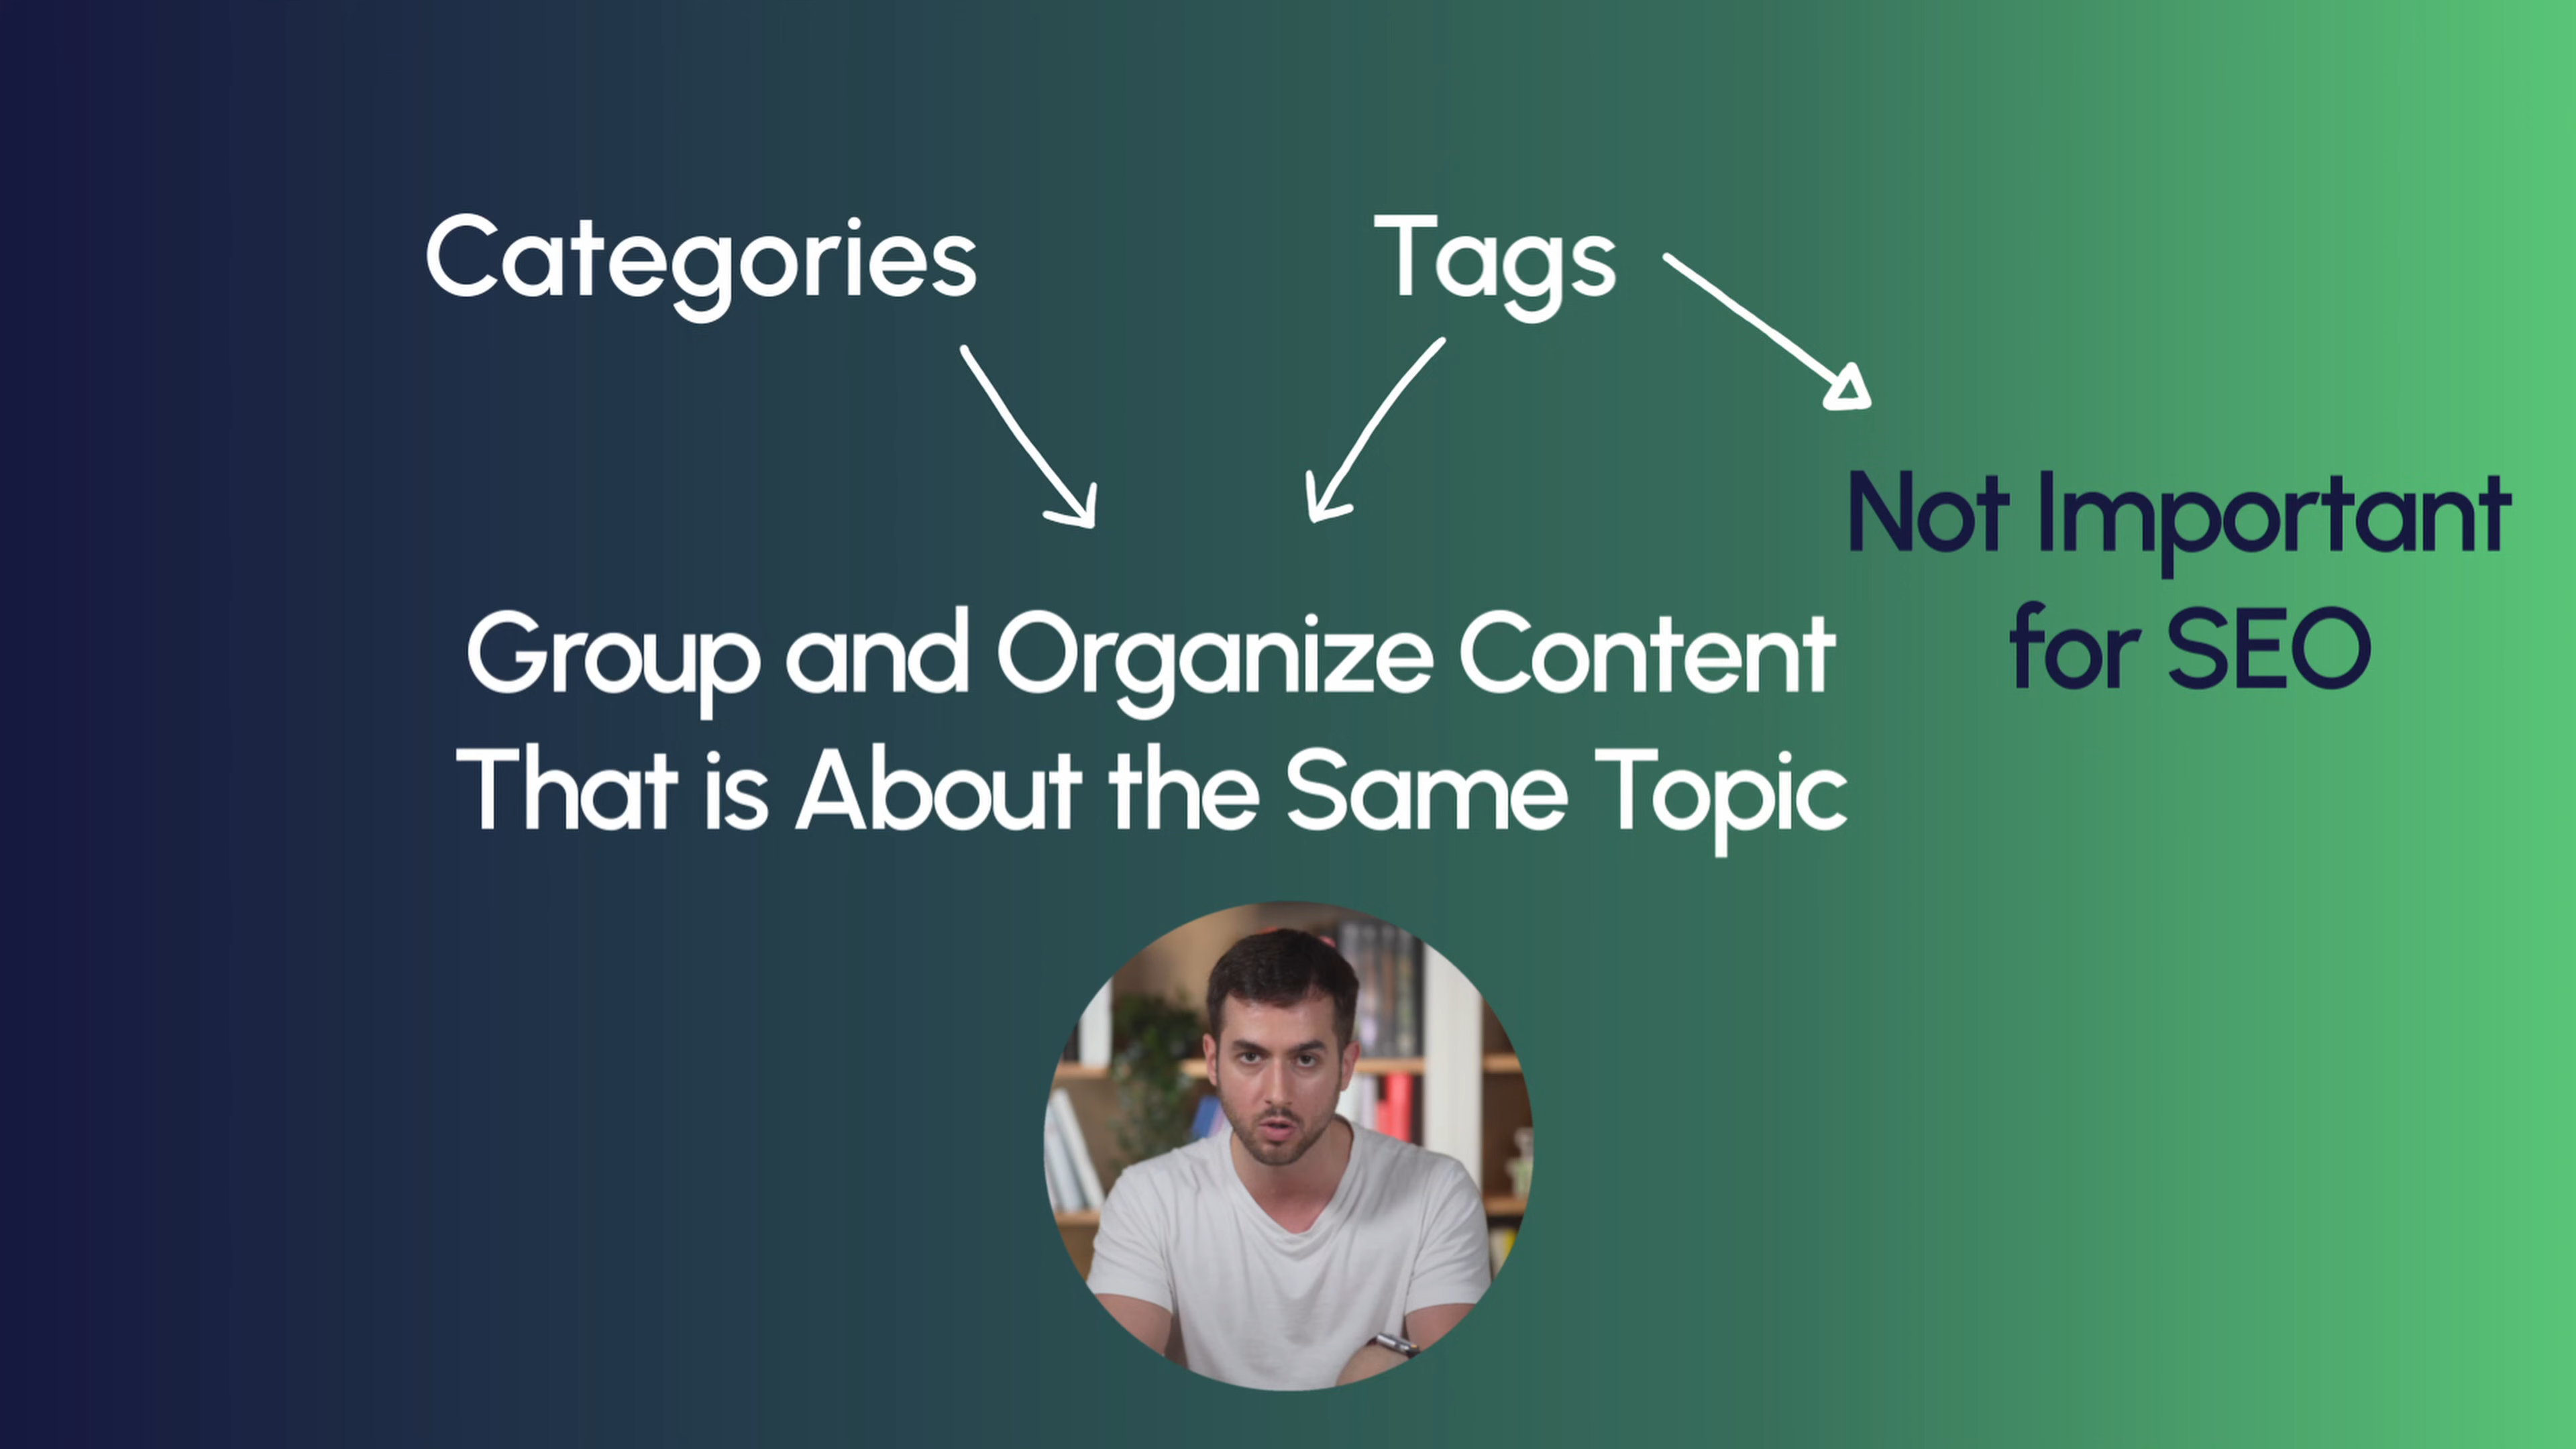 Categories
Tags
Not Important
for SEO
Group and Organize Content
That is About the Same Topic